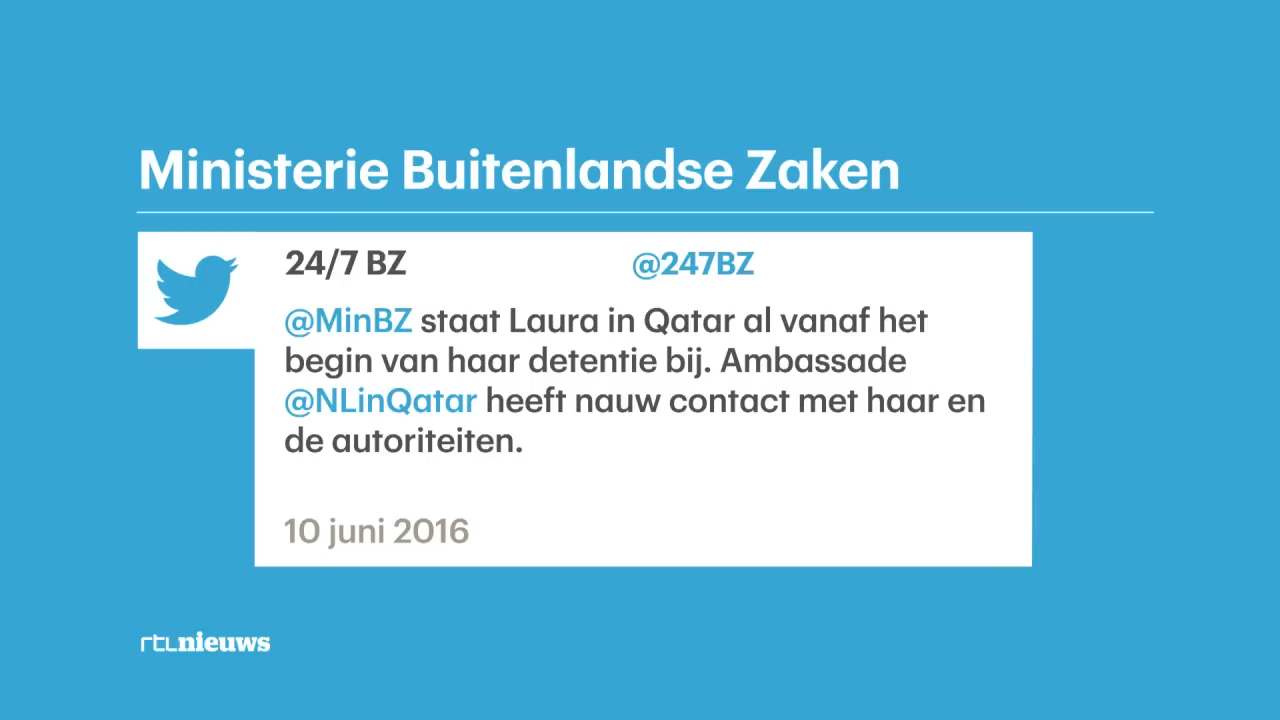 Ministerie Buitenlandse Zaken
24/7 BZ @247BZ
@MinBZ staat Laura in Qatar al vanaf het
begin van haar detentie bij. Ambassade
@NLinQatar heeft nauw contact met haar en
de autoriteiten.
10 juni 2016
rtlnieuws